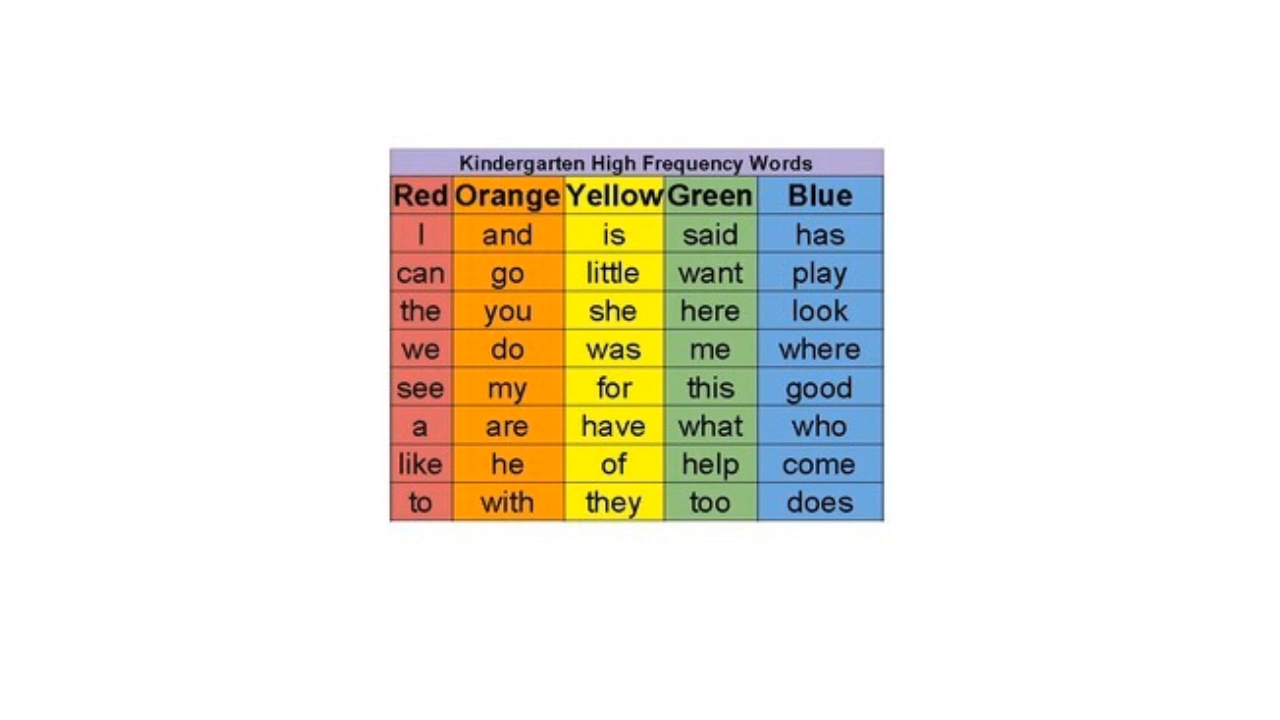 Kindergarten High Frequency Words
Red Orange Yellow Green Blue
I and is said has
can go little want play
the you she here look
we do was me where
see my for this good
a are have what who
like he of help come
to with they too does